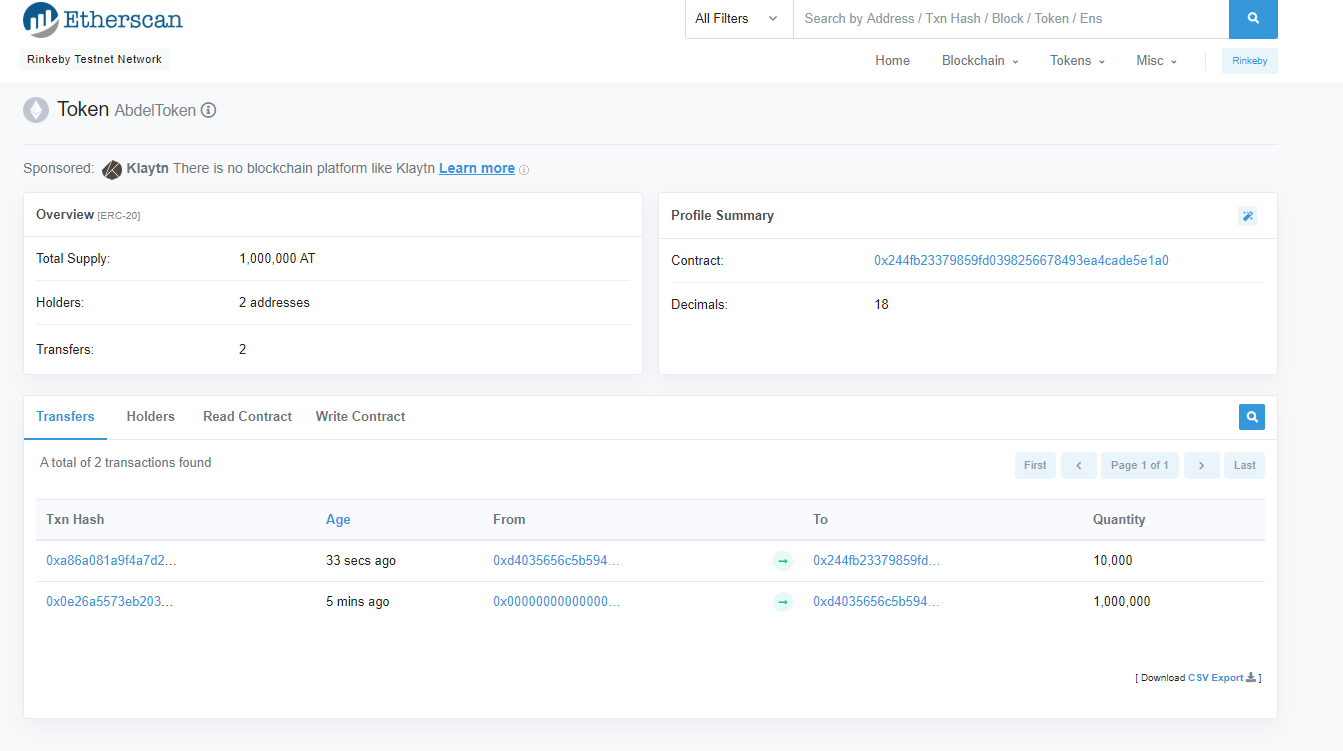 Etherscan
All Filters Search by Address / Txn Hash / Block / Token / Ens
Rinkeby Testnet Network
Home Blockchain Tokens Misc Rinkeby
Token AbdelToken
Sponsored: Klaytn There is no blockchain platform like Klaytn Learn more
Overview [ERC-20]
Total Supply: 1,000,000 AT
Holders: 2 addresses
Transfers: 2
Profile Summary
Contract: 0x244fb23379859fd0398256678493ea4cade5e1a0
Decimals: 18
Transfers Holders Read Contract Write Contract
A total of 2 transactions found
First Page 1 of 1 Last
Txn Hash Age From To Quantity
0xa86a081a9f4a7d2... 33 secs ago 0xd4035656c5b594... → 0x244fb23379859fd... 10,000
0x0e26a5573eb203... 5 mins ago 0x00000000000000... → 0xd4035656c5b594... 1,000,000
[ Download CSV Export ]